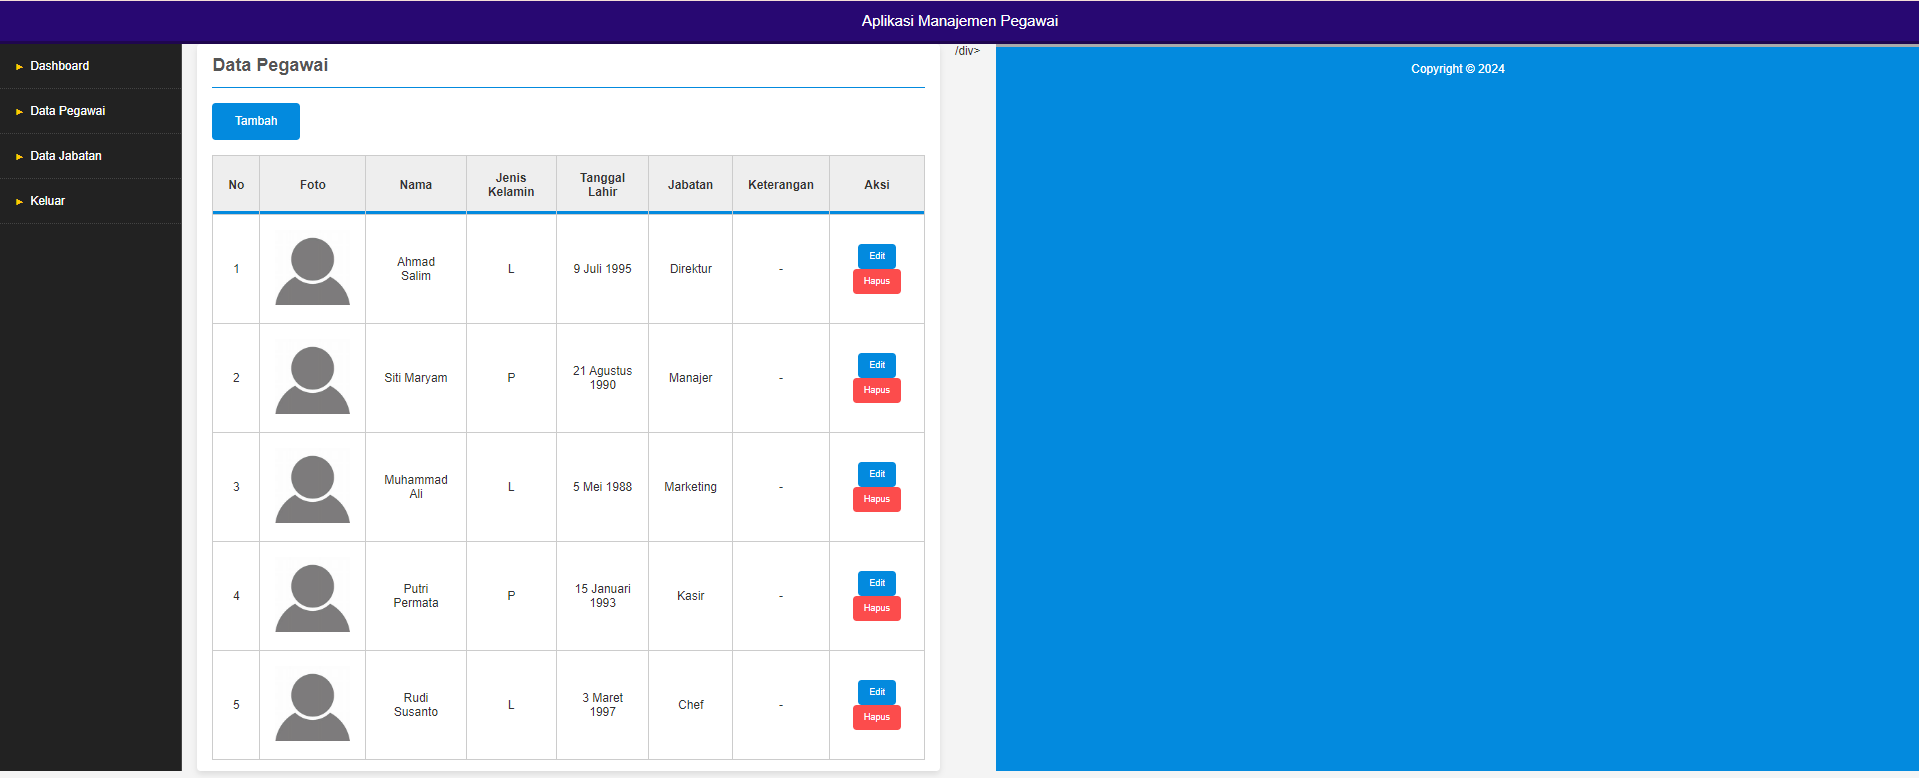 Aplikasi Manajemen Pegawai
Dashboard
Data Pegawai
Data Jabatan
Keluar
Data Pegawai
Tambah
No Foto Nama Jenis Kelamin Tanggal Lahir Jabatan Keterangan Aksi
1 Ahmad Salim L 9 Juli 1995 Direktur - Edit Hapus
2 Siti Maryam P 21 Agustus 1990 Manajer - Edit Hapus
3 Muhammad Ali L 5 Mei 1988 Marketing - Edit Hapus
4 Putri Permata P 15 Januari 1993 Kasir - Edit Hapus
5 Rudi Susanto L 3 Maret 1997 Chef - Edit Hapus
/div>
Copyright © 2024